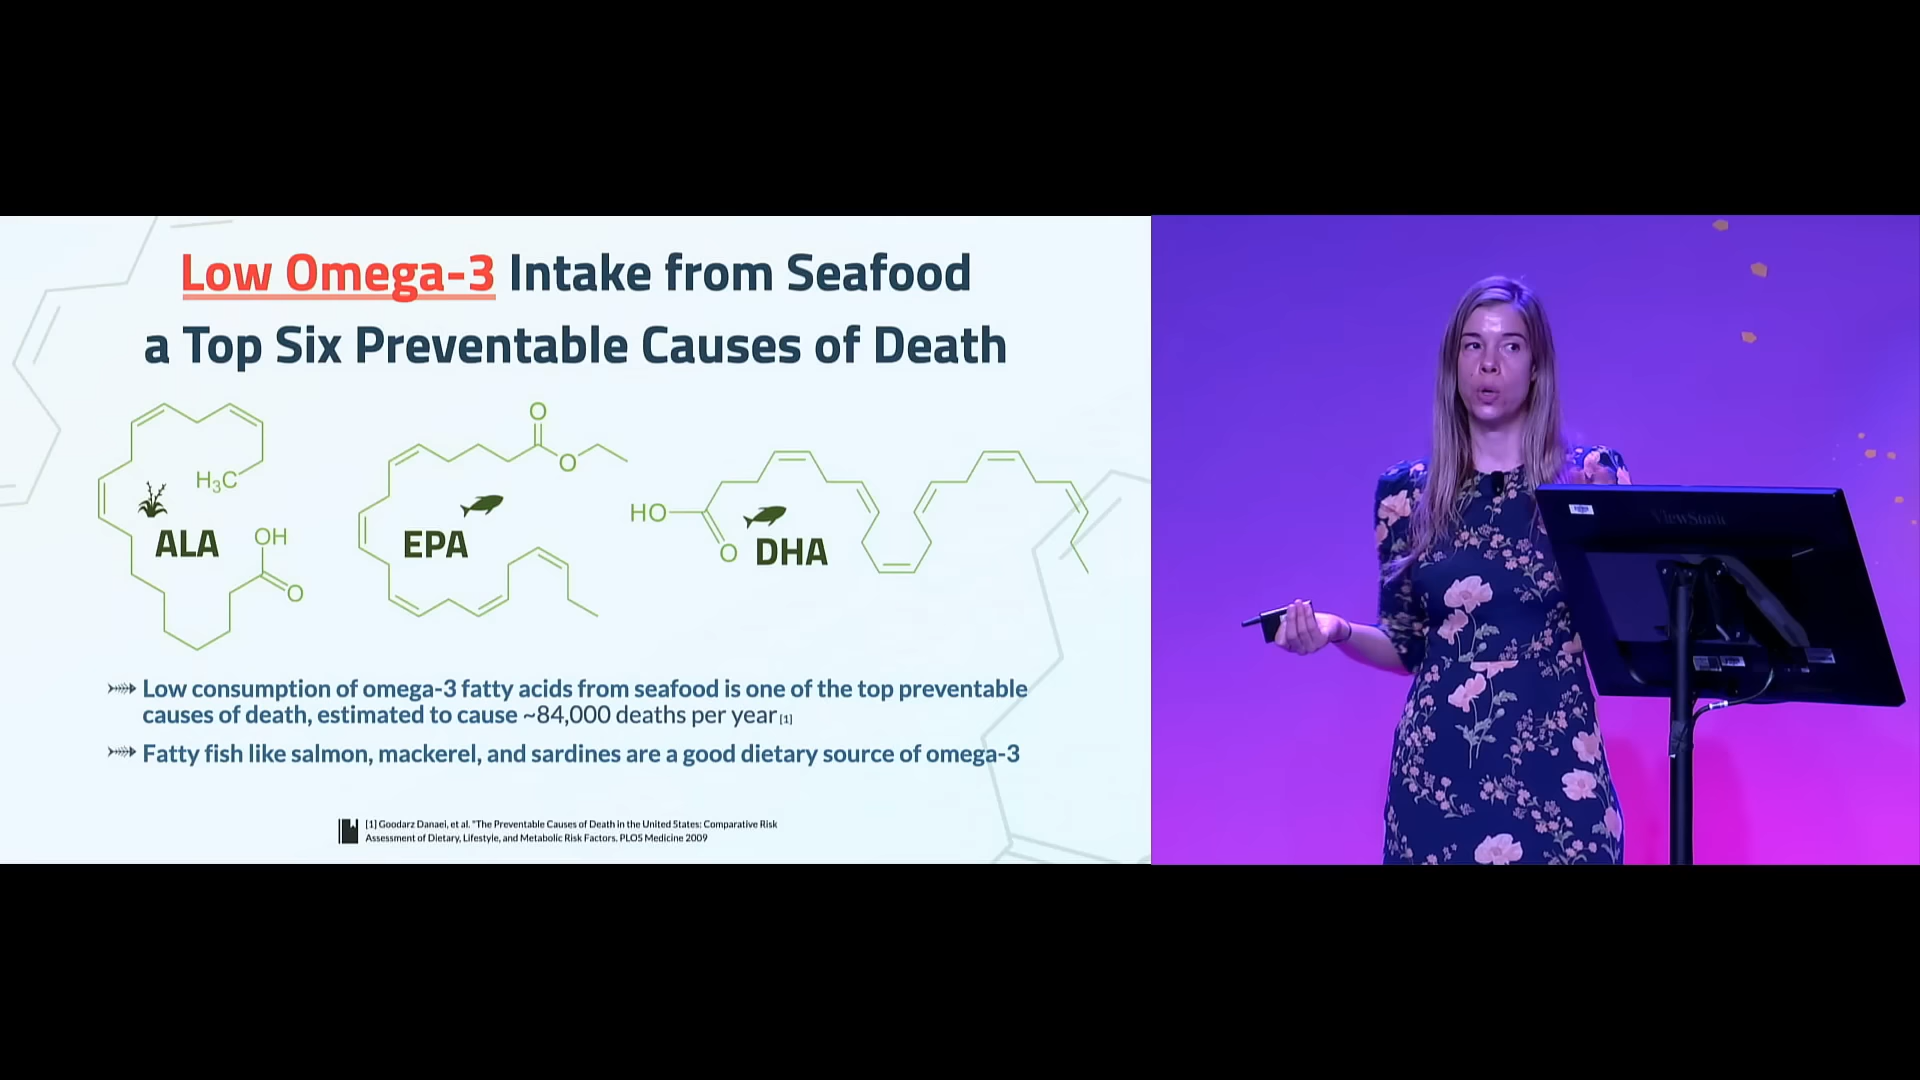 Low Omega-3 Intake from Seafood
a Top Six Preventable Causes of Death
H₃C
ALA
OH
O
O
O
EPA
HO
O
DHA
Low consumption of omega-3 fatty acids from seafood is one of the top preventable
causes of death, estimated to cause ~84,000 deaths per year [1]
Fatty fish like salmon, mackerel, and sardines are a good dietary source of omega-3
[1] Goodarz Danaei, et al. "The Preventable Causes of Death in the United States: Comparative Risk
Assessment of Dietary, Lifestyle, and Metabolic Risk Factors. PLOS Medicine 2009
ViewSonic